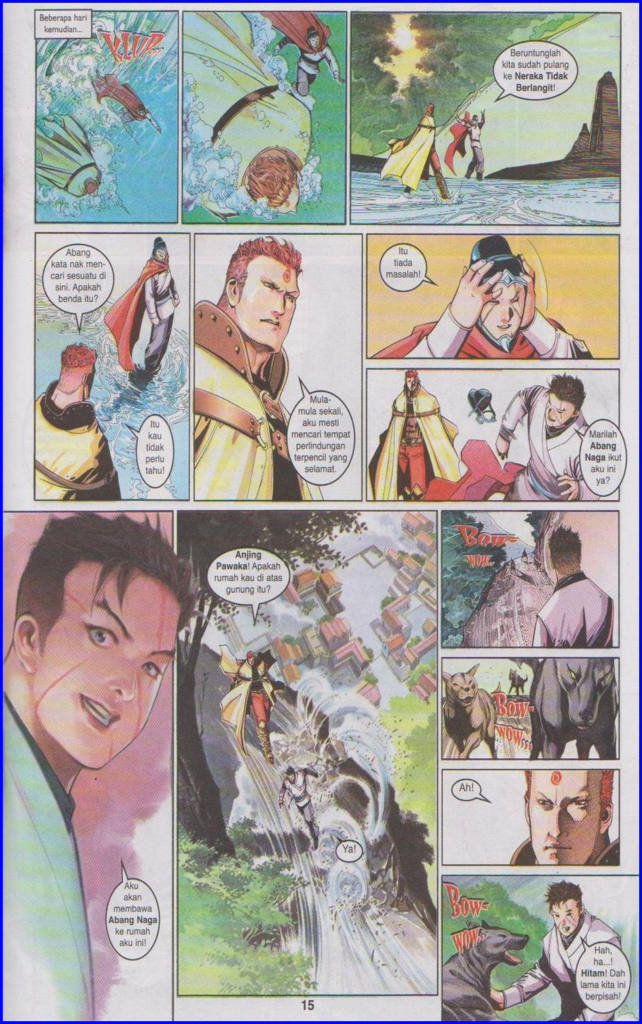 Beberapa hari
kemudian...
KLUP
Beruntunglah
kita sudah pulang
ke Neraka Tidak
Berlangit!
Abang
kata nak men-
cari sesuatu di
sini. Apakah
benda itu?
Itu
kau
tidak
perlu
tahu!
Mula-
mula sekali,
aku mesti
mencari tempat
perlindungan
terpencil yang
selamat.
Itu
tiada
masalah!
Marilah
Abang
Naga ikut
aku ini
ya?
Aku
akan
membawa
Abang Naga
ke rumah
aku ini!
Anjing
Pawaka! Apakah
rumah kau di atas
gunung itu?
Ya!
Bow-
wow...
Bow-
wow...
Ah!
Bow-
wow...
Hah,
ha...!
Hitam! Dah
lama kita ini
berpisah!
15